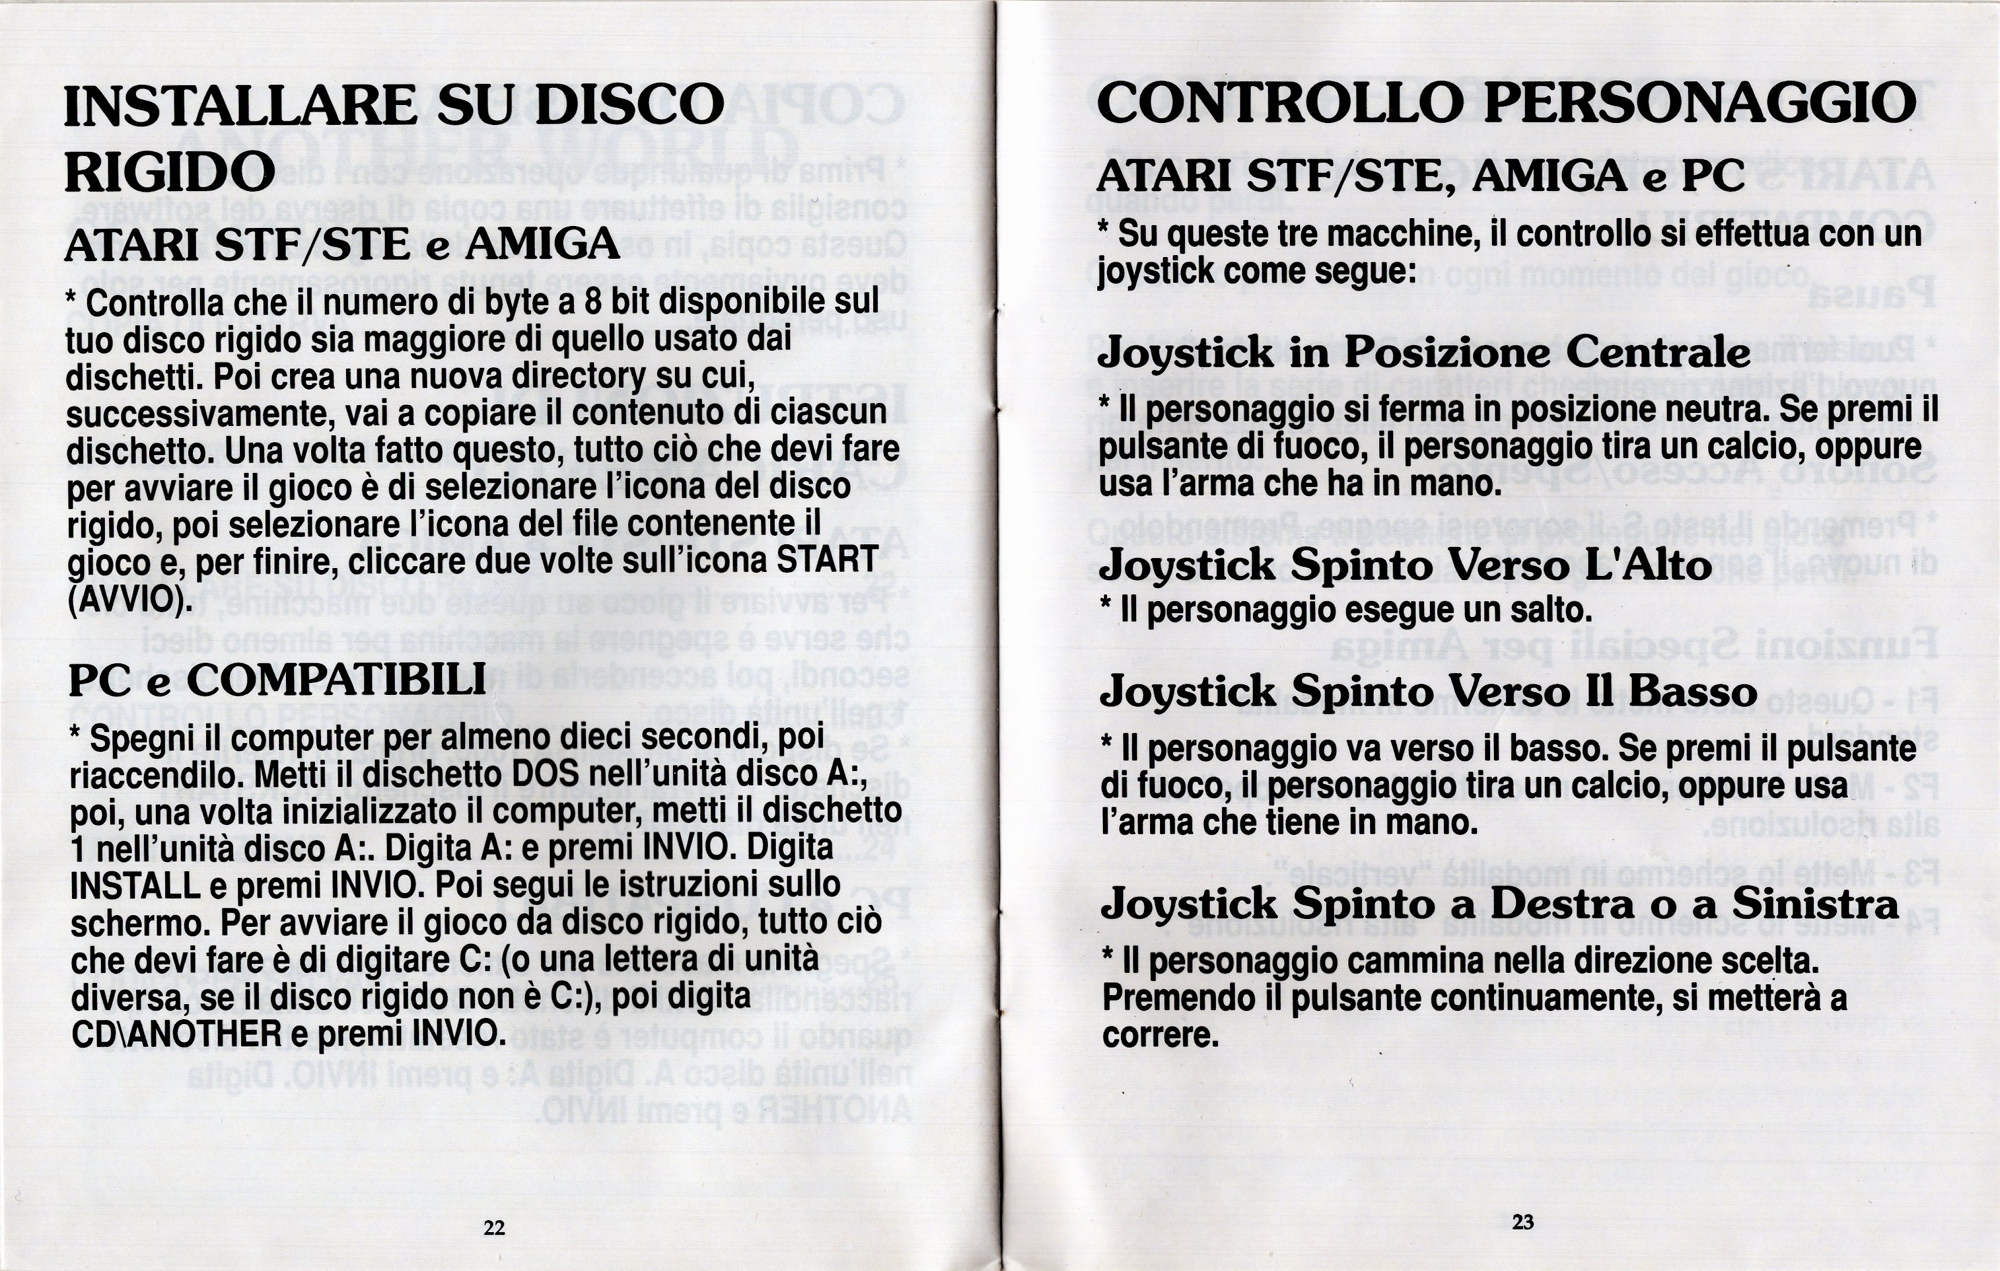 INSTALLARE SU DISCO
RIGIDO
ATARI STF/STE e AMIGA
* Controlla che il numero di byte a 8 bit disponibile sul
tuo disco rigido sia maggiore di quello usato dai
dischetti. Poi crea una nuova directory su cui,
successivamente, vai a copiare il contenuto di ciascun
dischetto. Una volta fatto questo, tutto ciò che devi fare
per avviare il gioco è di selezionare l'icona del disco
rigido, poi selezionare l'icona del file contenente il
gioco e, per finire, cliccare due volte sull'icona START
(AVVIO).
PC e COMPATIBILI
* Spegni il computer per almeno dieci secondi, poi
riaccendilo. Metti il dischetto DOS nell'unità disco A:,
poi, una volta inizializzato il computer, metti il dischetto
1 nell'unità disco A:. Digita A: e premi INVIO. Digita
INSTALL e premi INVIO. Poi segui le istruzioni sullo
schermo. Per avviare il gioco da disco rigido, tutto ciò
che devi fare è di digitare C: (o una lettera di unità
diversa, se il disco rigido non è C:), poi digita
CD\ANOTHER e premi INVIO.
22
CONTROLLO PERSONAGGIO
ATARI STF/STE, AMIGA e PC
* Su queste tre macchine, il controllo si effettua con un
joystick come segue:
Joystick in Posizione Centrale
* Il personaggio si ferma in posizione neutra. Se premi il
pulsante di fuoco, il personaggio tira un calcio, oppure
usa l'arma che ha in mano.
Joystick Spinto Verso L'Alto
* Il personaggio esegue un salto.
Joystick Spinto Verso Il Basso
* Il personaggio va verso il basso. Se premi il pulsante
di fuoco, il personaggio tira un calcio, oppure usa
l'arma che tiene in mano.
Joystick Spinto a Destra o a Sinistra
* Il personaggio cammina nella direzione scelta.
Premendo il pulsante continuamente, si metterà a
correre.
23